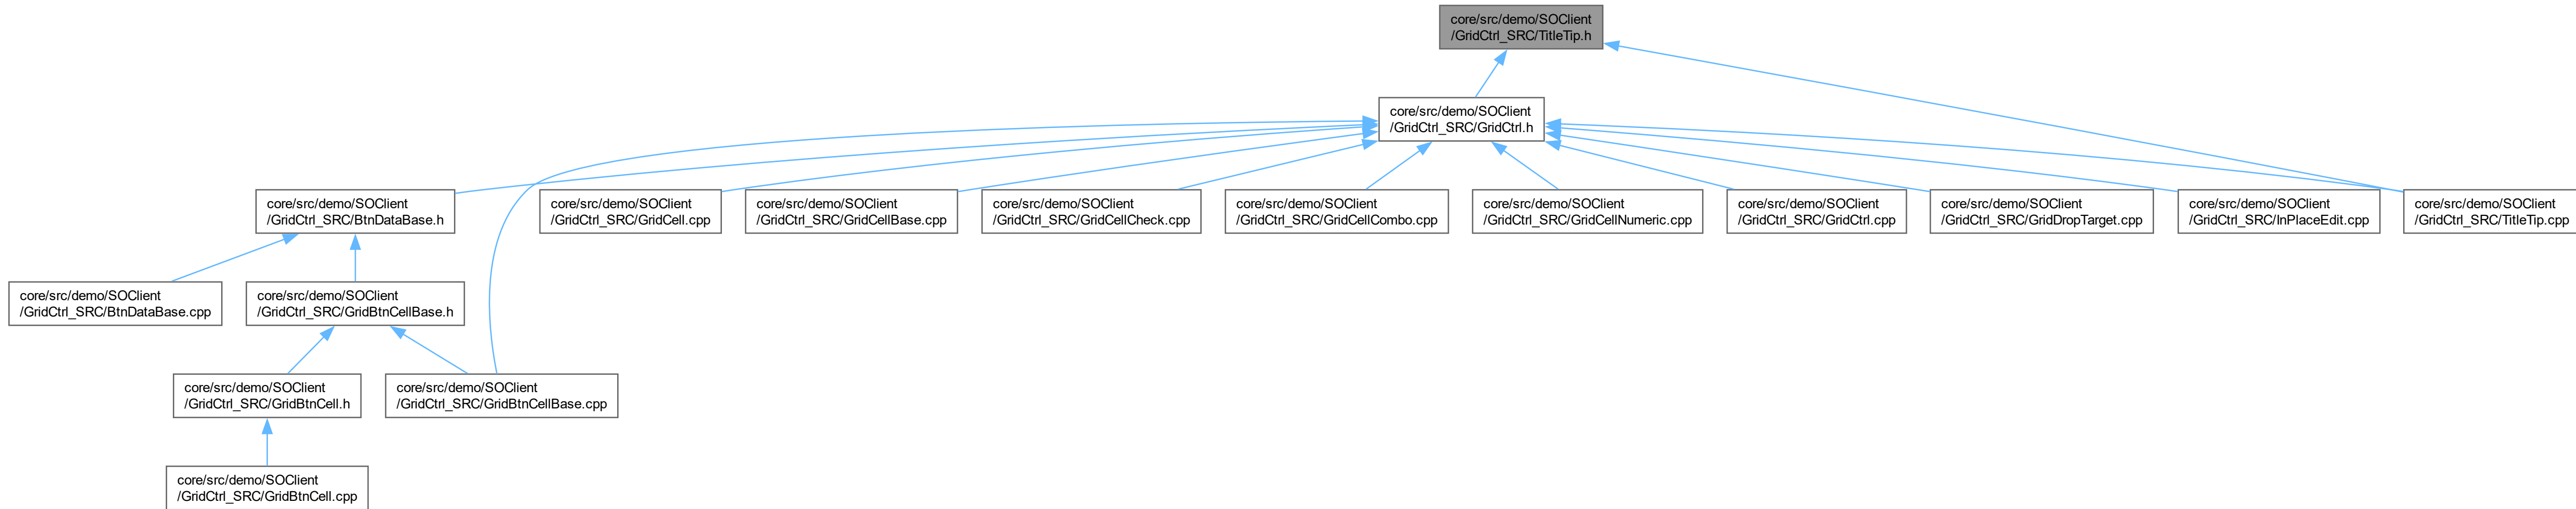 core/src/demo/SOClient
/GridCtrl_SRC/TitleTip.h
core/src/demo/SOClient
/GridCtrl_SRC/GridCtrl.h
core/src/demo/SOClient
/GridCtrl_SRC/BtnDataBase.h
core/src/demo/SOClient
/GridCtrl_SRC/GridCell.cpp
core/src/demo/SOClient
/GridCtrl_SRC/GridCellBase.cpp
core/src/demo/SOClient
/GridCtrl_SRC/GridCellCheck.cpp
core/src/demo/SOClient
/GridCtrl_SRC/GridCellCombo.cpp
core/src/demo/SOClient
/GridCtrl_SRC/GridCellNumeric.cpp
core/src/demo/SOClient
/GridCtrl_SRC/GridCtrl.cpp
core/src/demo/SOClient
/GridCtrl_SRC/GridDropTarget.cpp
core/src/demo/SOClient
/GridCtrl_SRC/InPlaceEdit.cpp
core/src/demo/SOClient
/GridCtrl_SRC/TitleTip.cpp
core/src/demo/SOClient
/GridCtrl_SRC/BtnDataBase.cpp
core/src/demo/SOClient
/GridCtrl_SRC/GridBtnCellBase.h
core/src/demo/SOClient
/GridCtrl_SRC/GridBtnCell.h
core/src/demo/SOClient
/GridCtrl_SRC/GridBtnCellBase.cpp
core/src/demo/SOClient
/GridCtrl_SRC/GridBtnCell.cpp